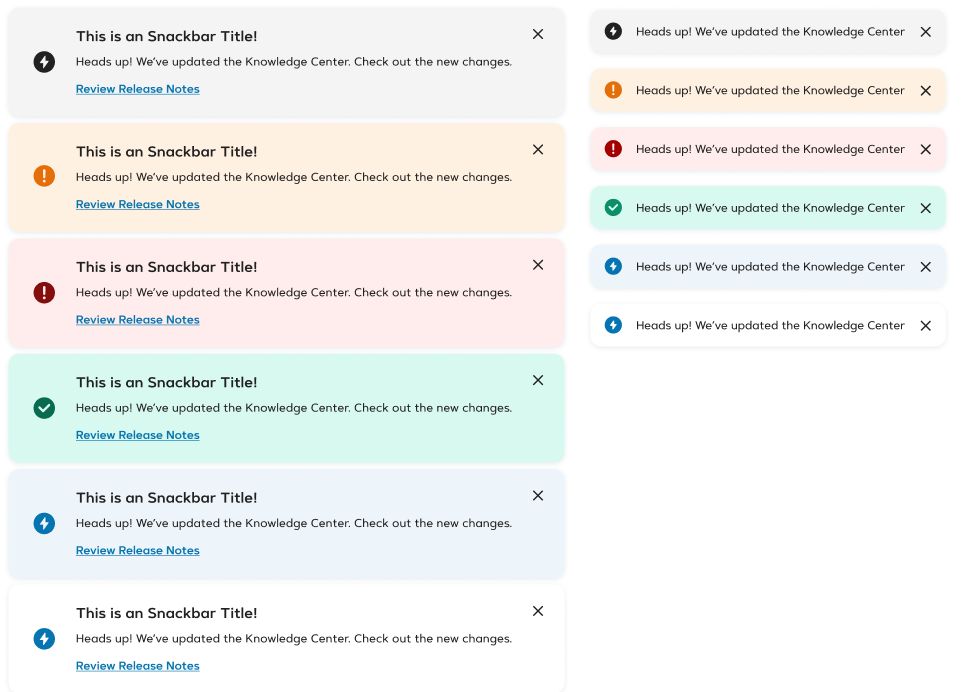 This is an Snackbar Title!
Heads up! We’ve updated the Knowledge Center. Check out the new changes.
Review Release Notes
This is an Snackbar Title!
Heads up! We’ve updated the Knowledge Center. Check out the new changes.
Review Release Notes
This is an Snackbar Title!
Heads up! We’ve updated the Knowledge Center. Check out the new changes.
Review Release Notes
This is an Snackbar Title!
Heads up! We’ve updated the Knowledge Center. Check out the new changes.
Review Release Notes
This is an Snackbar Title!
Heads up! We’ve updated the Knowledge Center. Check out the new changes.
Review Release Notes
This is an Snackbar Title!
Heads up! We’ve updated the Knowledge Center. Check out the new changes.
Review Release Notes
Heads up! We’ve updated the Knowledge Center
Heads up! We’ve updated the Knowledge Center
Heads up! We’ve updated the Knowledge Center
Heads up! We’ve updated the Knowledge Center
Heads up! We’ve updated the Knowledge Center
Heads up! We’ve updated the Knowledge Center